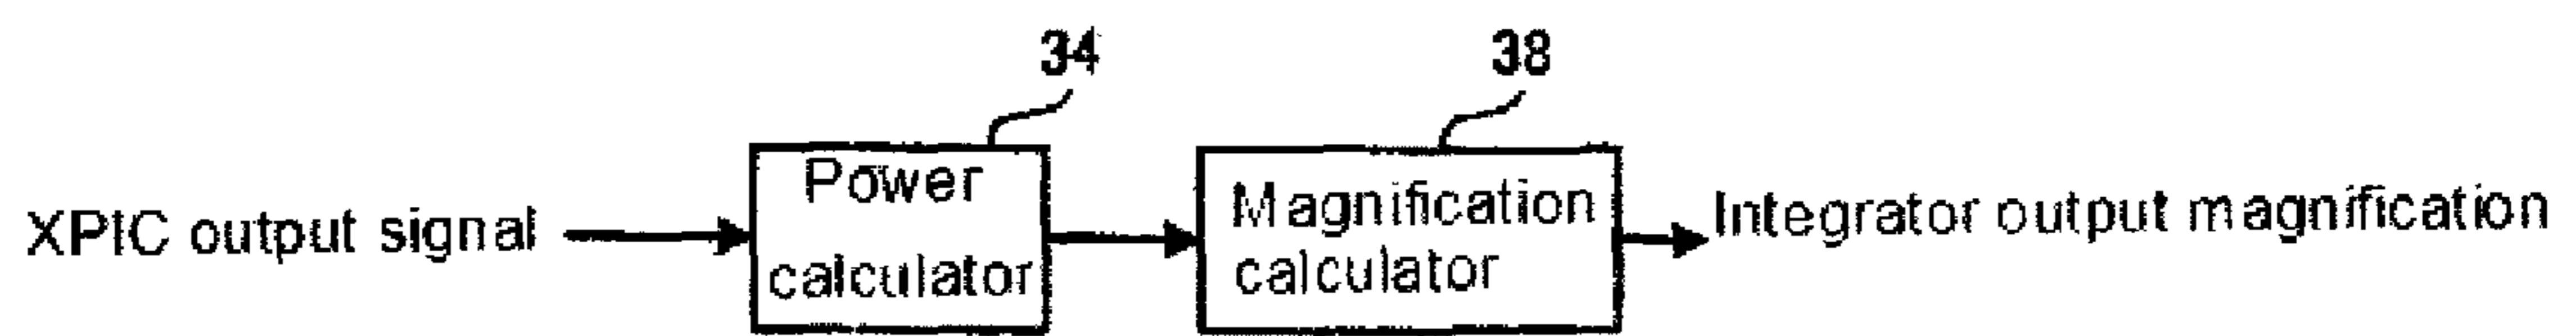 34
38
XPIC output signal
Power
calculator
Magnification
calculator
Integrator output magnification